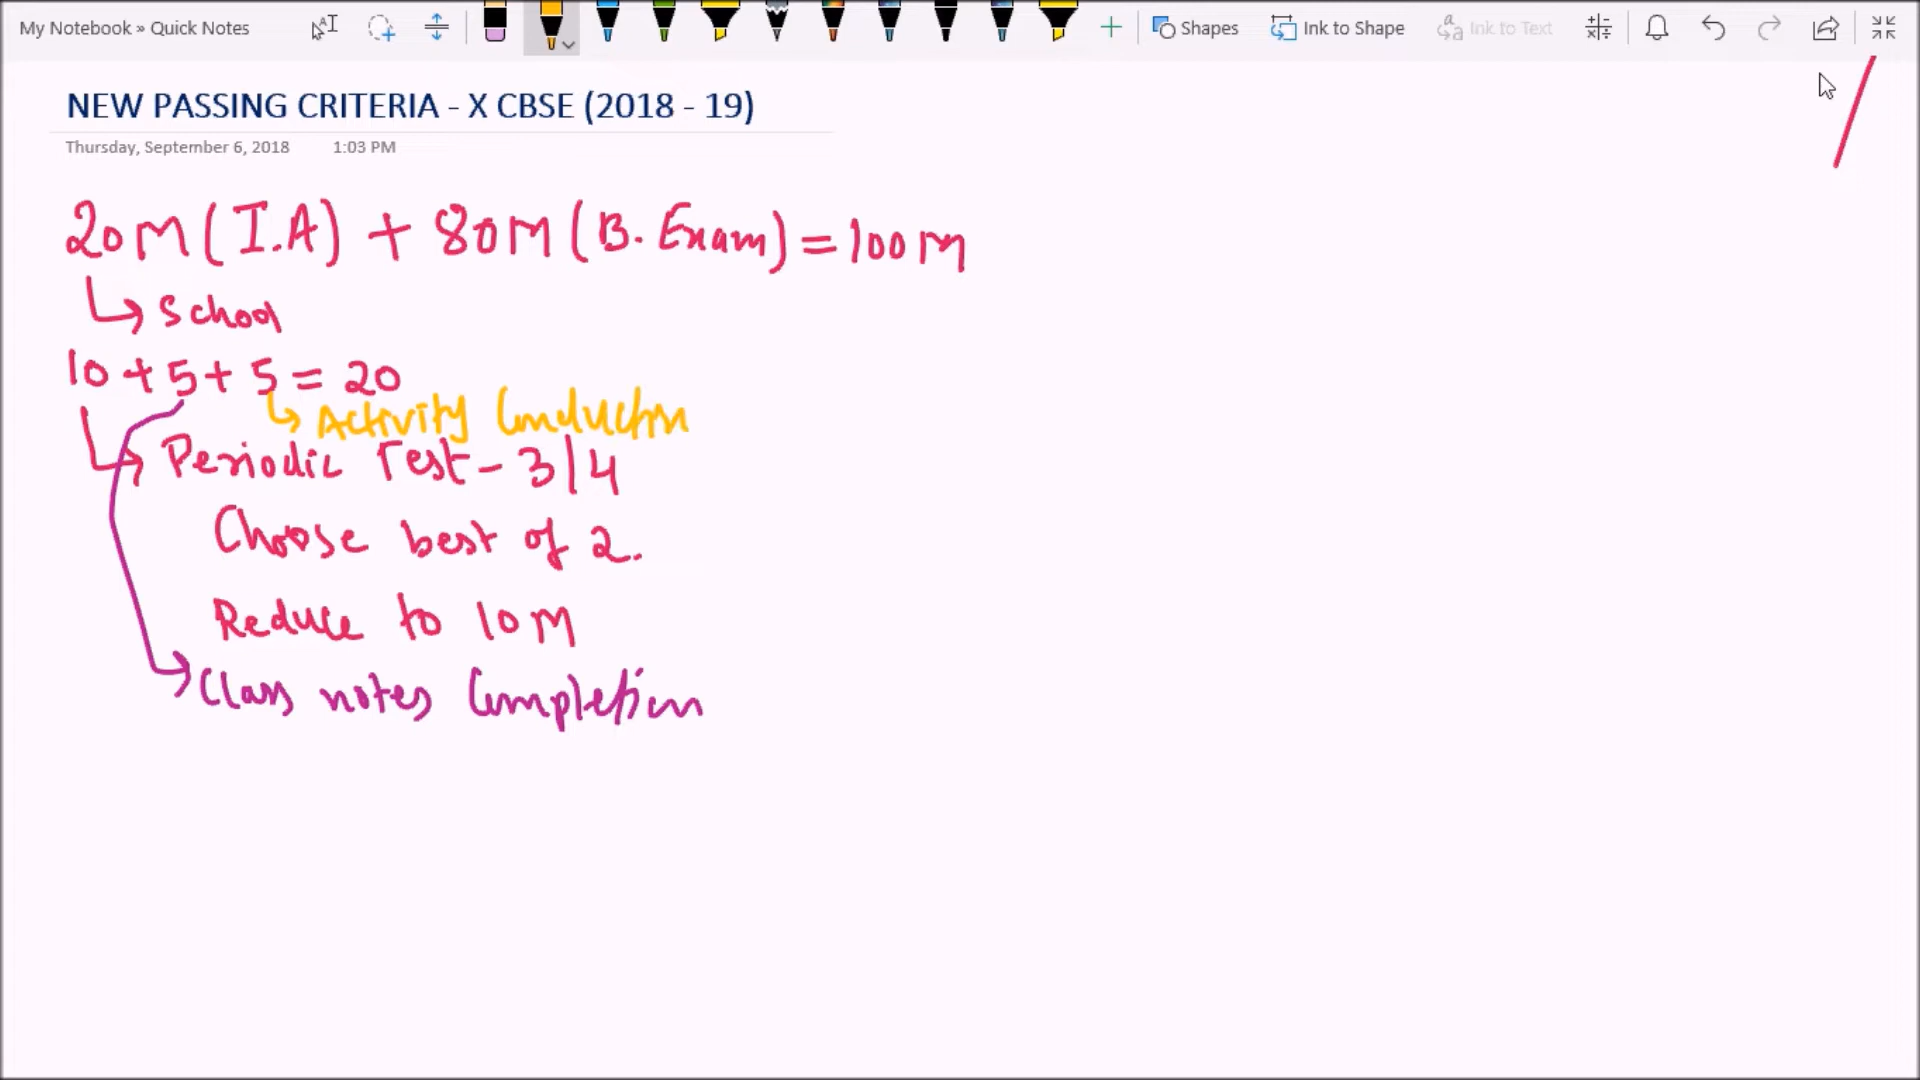 My Notebook » Quick Notes Shapes Ink to Shape Ink to Text
NEW PASSING CRITERIA - X CBSE (2018 - 19)
Thursday, September 6, 2018 1:03 PM
20M (I.A) + 80M (B. Exam) = 100M
School
10 + 5 + 5 = 20
Activity Conducton
Periodic Test - 3/4
Choose best of 2.
Reduce to 10M
Class notes Completion